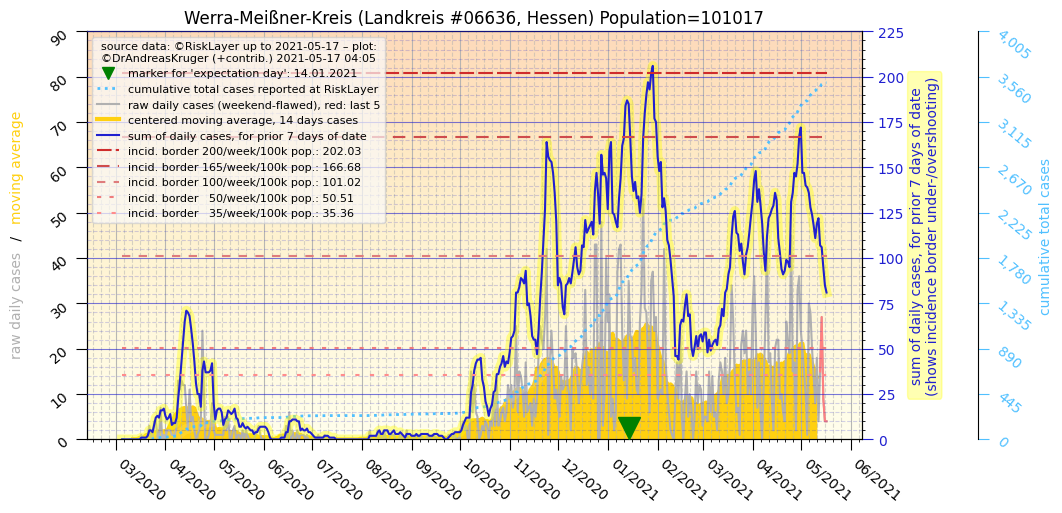 Werra-Meißner-Kreis (Landkreis #06636, Hessen) Population=101017
source data: ©RiskLayer up to 2021-05-17 – plot:
©DrAndreasKruger (+contrib.) 2021-05-17 04:05
marker for 'expectation day': 14.01.2021
cumulative total cases reported at RiskLayer
raw daily cases (weekend-flawed), red: last 5
centered moving average, 14 days cases
sum of daily cases, for prior 7 days of date
incid. border 200/week/100k pop.: 202.03
incid. border 165/week/100k pop.: 166.68
incid. border 100/week/100k pop.: 101.02
incid. border   50/week/100k pop.: 50.51
incid. border   35/week/100k pop.: 35.36
raw daily cases / moving average
90
80
70
60
50
40
30
20
10
0
03/2020
04/2020
05/2020
06/2020
07/2020
08/2020
09/2020
10/2020
11/2020
12/2020
01/2021
02/2021
03/2021
04/2021
05/2021
06/2021
225
200
175
150
125
100
75
50
25
0
sum of daily cases, for prior 7 days of date
(shows incidence border under-/overshooting)
4,005
3,560
3,115
2,670
2,225
1,780
1,335
890
445
0
cumulative total cases